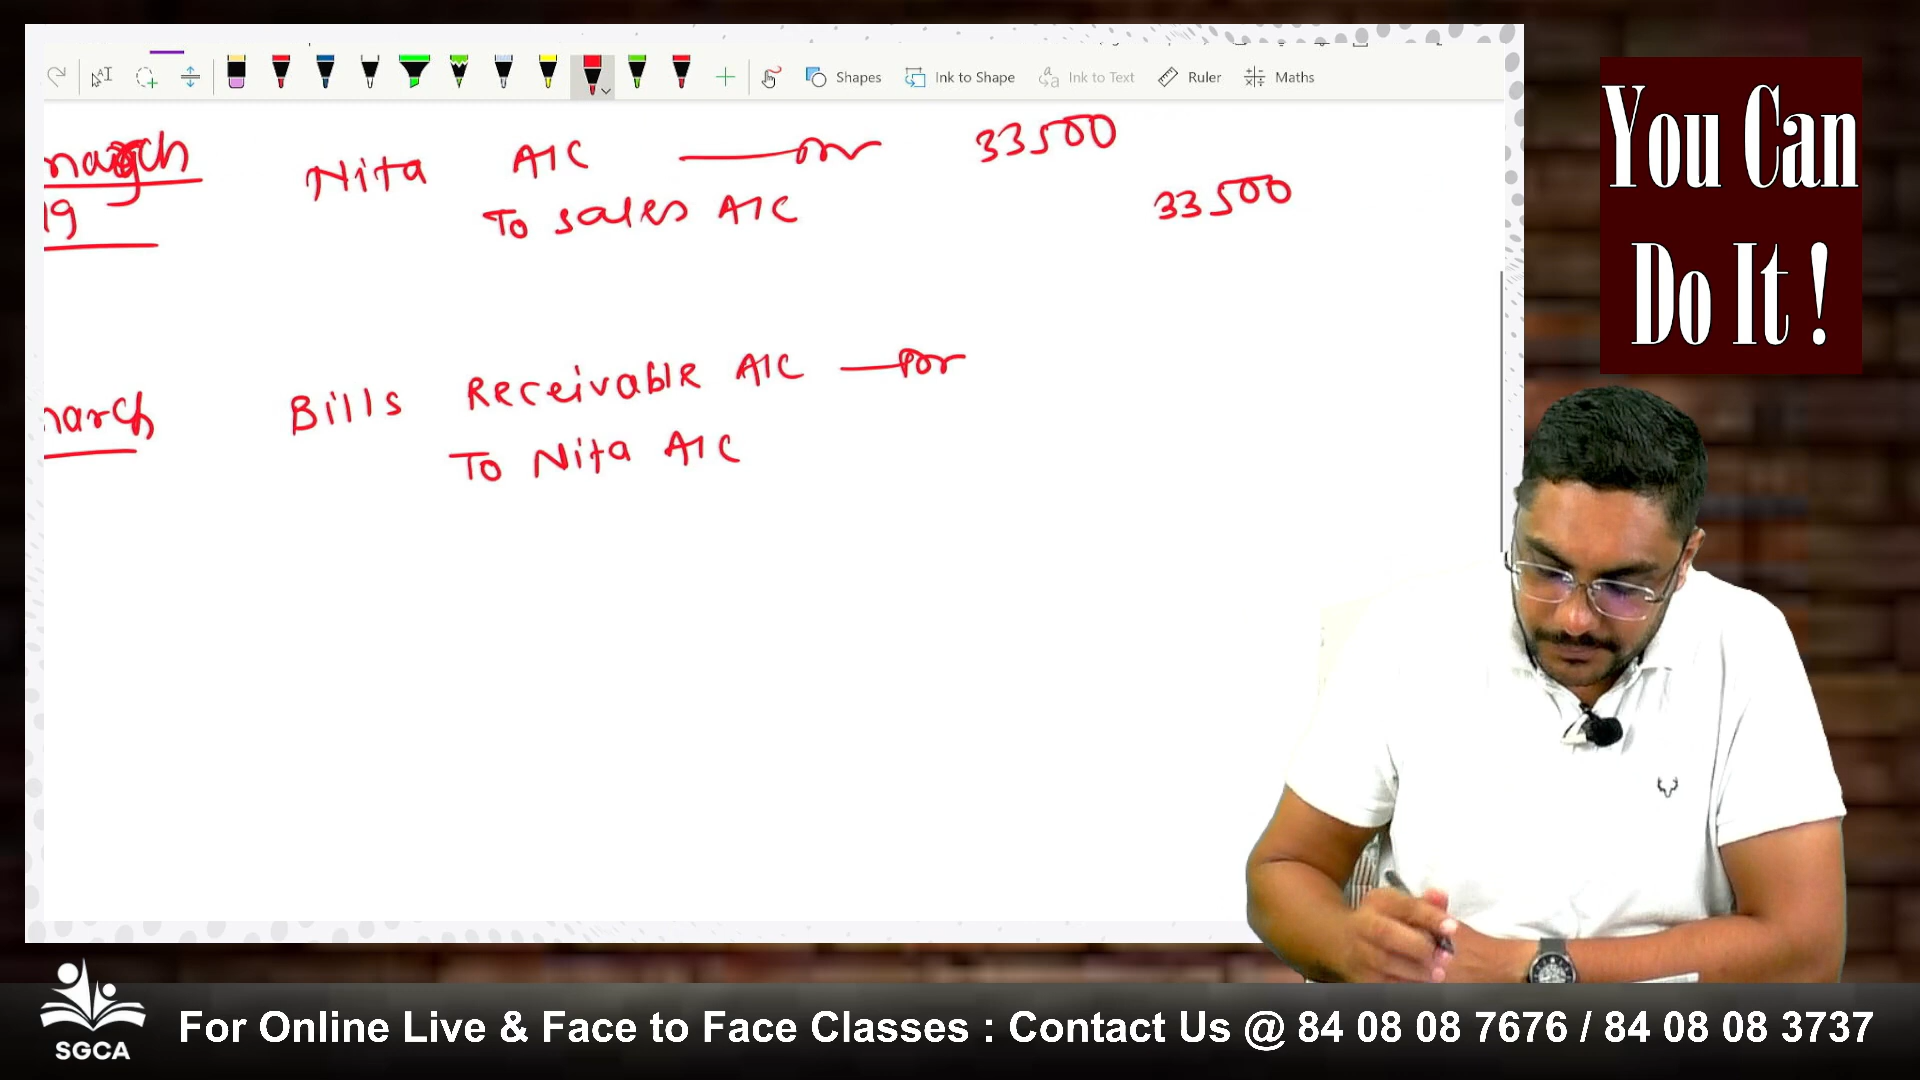 Shapes Ink to Shape Ink to Text Ruler Maths
march Nita A/C Dr 33500
19 To sales A/C 33500
march Bills Receivable A/C Dr
To Nita A/C
You Can
Do It !
SGCA
For Online Live & Face to Face Classes : Contact Us @ 84 08 08 7676 / 84 08 08 3737